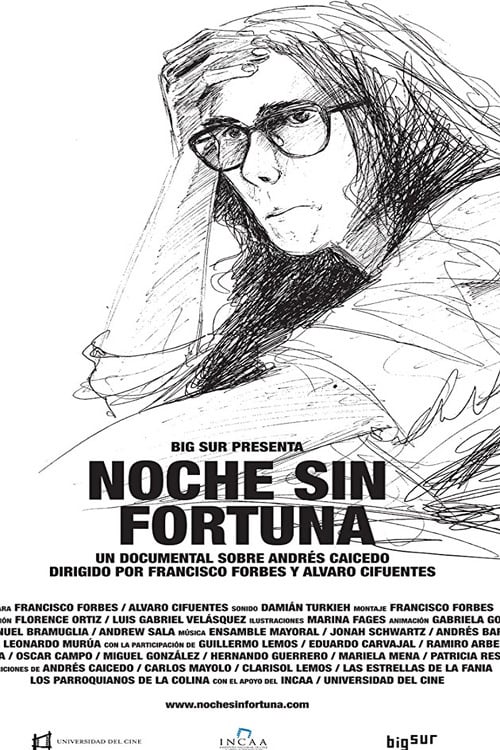 BIG SUR PRESENTA
NOCHE SIN
FORTUNA
UN DOCUMENTAL SOBRE ANDRÉS CAICEDO
DIRIGIDO POR FRANCISCO FORBES Y ALVARO CIFUENTES
FRANCISCO FORBES / ALVARO CIFUENTES SONIDO DAMIÁN TURKIEH MONTAJE FRANCISCO FORBES
FLORENCE ORTIZ / LUIS GABRIEL VELÁSQUEZ ILUSTRACIONES MARINA FAGES ANIMACIÓN GABRIELA
BRAMUGLIA / ANDREW SALA MÚSICA ENSAMBLE MAYORAL / JONAH SCHWARTZ / ANDRÉS
LEONARDO MURÚA CON LA PARTICIPACIÓN DE GUILLERMO LEMOS / EDUARDO CARVAJAL / RAMIRO
/ OSCAR CAMPO / MIGUEL GONZÁLEZ / HERNANDO GUERRERO / MARIELA MENA / PATRICIA
DE ANDRÉS CAICEDO / CARLOS MAYOLO / CLARISOL LEMOS / LAS ESTRELLAS DE LA FANIA
LOS PARROQUIANOS DE LA COLINA CON EL APOYO DEL INCAA / UNIVERSIDAD DEL CINE
www.nochesinfortuna.com
UNIVERSIDAD DEL CINE
INCAA
bigsur